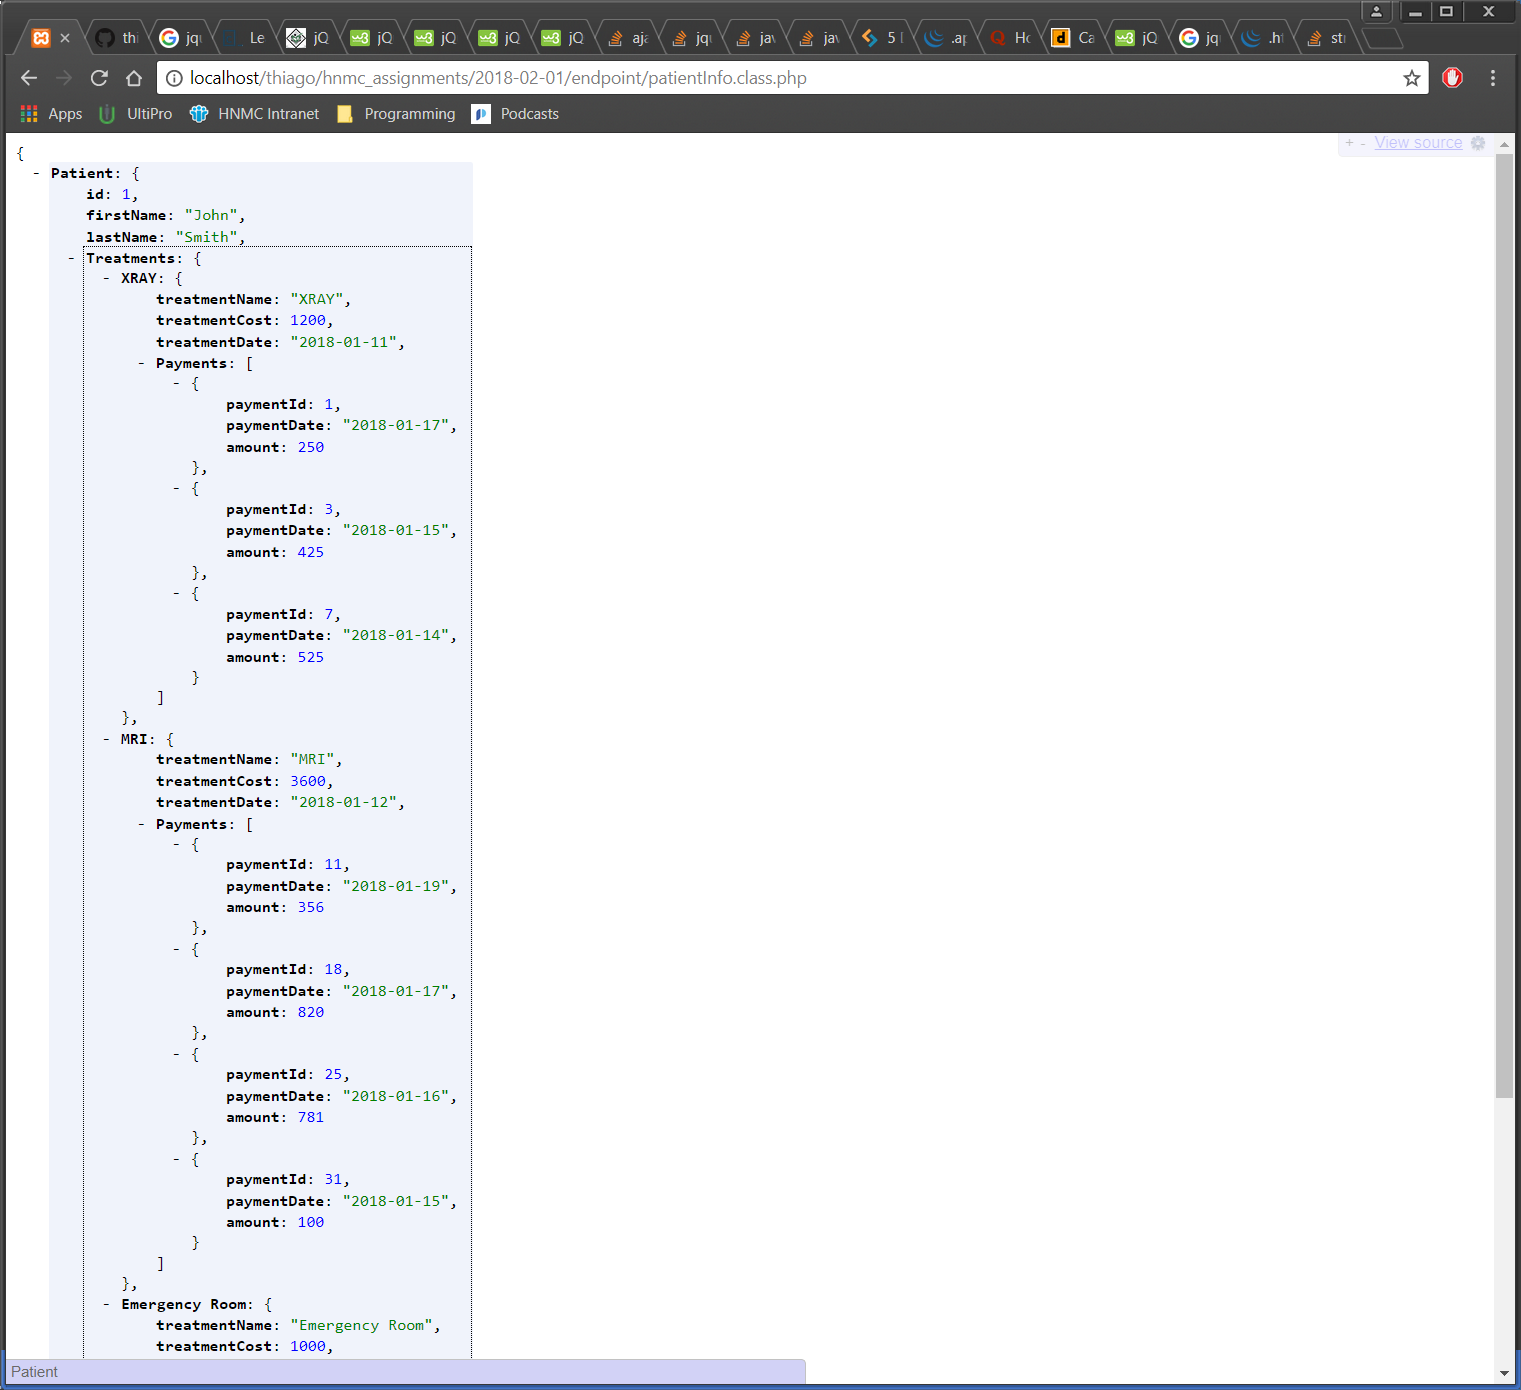 thi
jqu
Le
jQ
jQ
jQ
jQ
jQ
aja
jqu
jav
jav
5 
.ap
Ho
Ca
jQ
jq
.h
str
localhost/thiago/hnmc_assignments/2018-02-01/endpoint/patientInfo.class.php
Apps UltiPro HNMC Intranet Programming Podcasts
+ - View source
{
- Patient: {
id: 1,
firstName: "John",
lastName: "Smith",
- Treatments: {
- XRAY: {
treatmentName: "XRAY",
treatmentCost: 1200,
treatmentDate: "2018-01-11",
- Payments: [
- {
paymentId: 1,
paymentDate: "2018-01-17",
amount: 250
},
- {
paymentId: 3,
paymentDate: "2018-01-15",
amount: 425
},
- {
paymentId: 7,
paymentDate: "2018-01-14",
amount: 525
}
]
},
- MRI: {
treatmentName: "MRI",
treatmentCost: 3600,
treatmentDate: "2018-01-12",
- Payments: [
- {
paymentId: 11,
paymentDate: "2018-01-19",
amount: 356
},
- {
paymentId: 18,
paymentDate: "2018-01-17",
amount: 820
},
- {
paymentId: 25,
paymentDate: "2018-01-16",
amount: 781
},
- {
paymentId: 31,
paymentDate: "2018-01-15",
amount: 100
}
]
},
- Emergency Room: {
treatmentName: "Emergency Room",
treatmentCost: 1000,
Patient